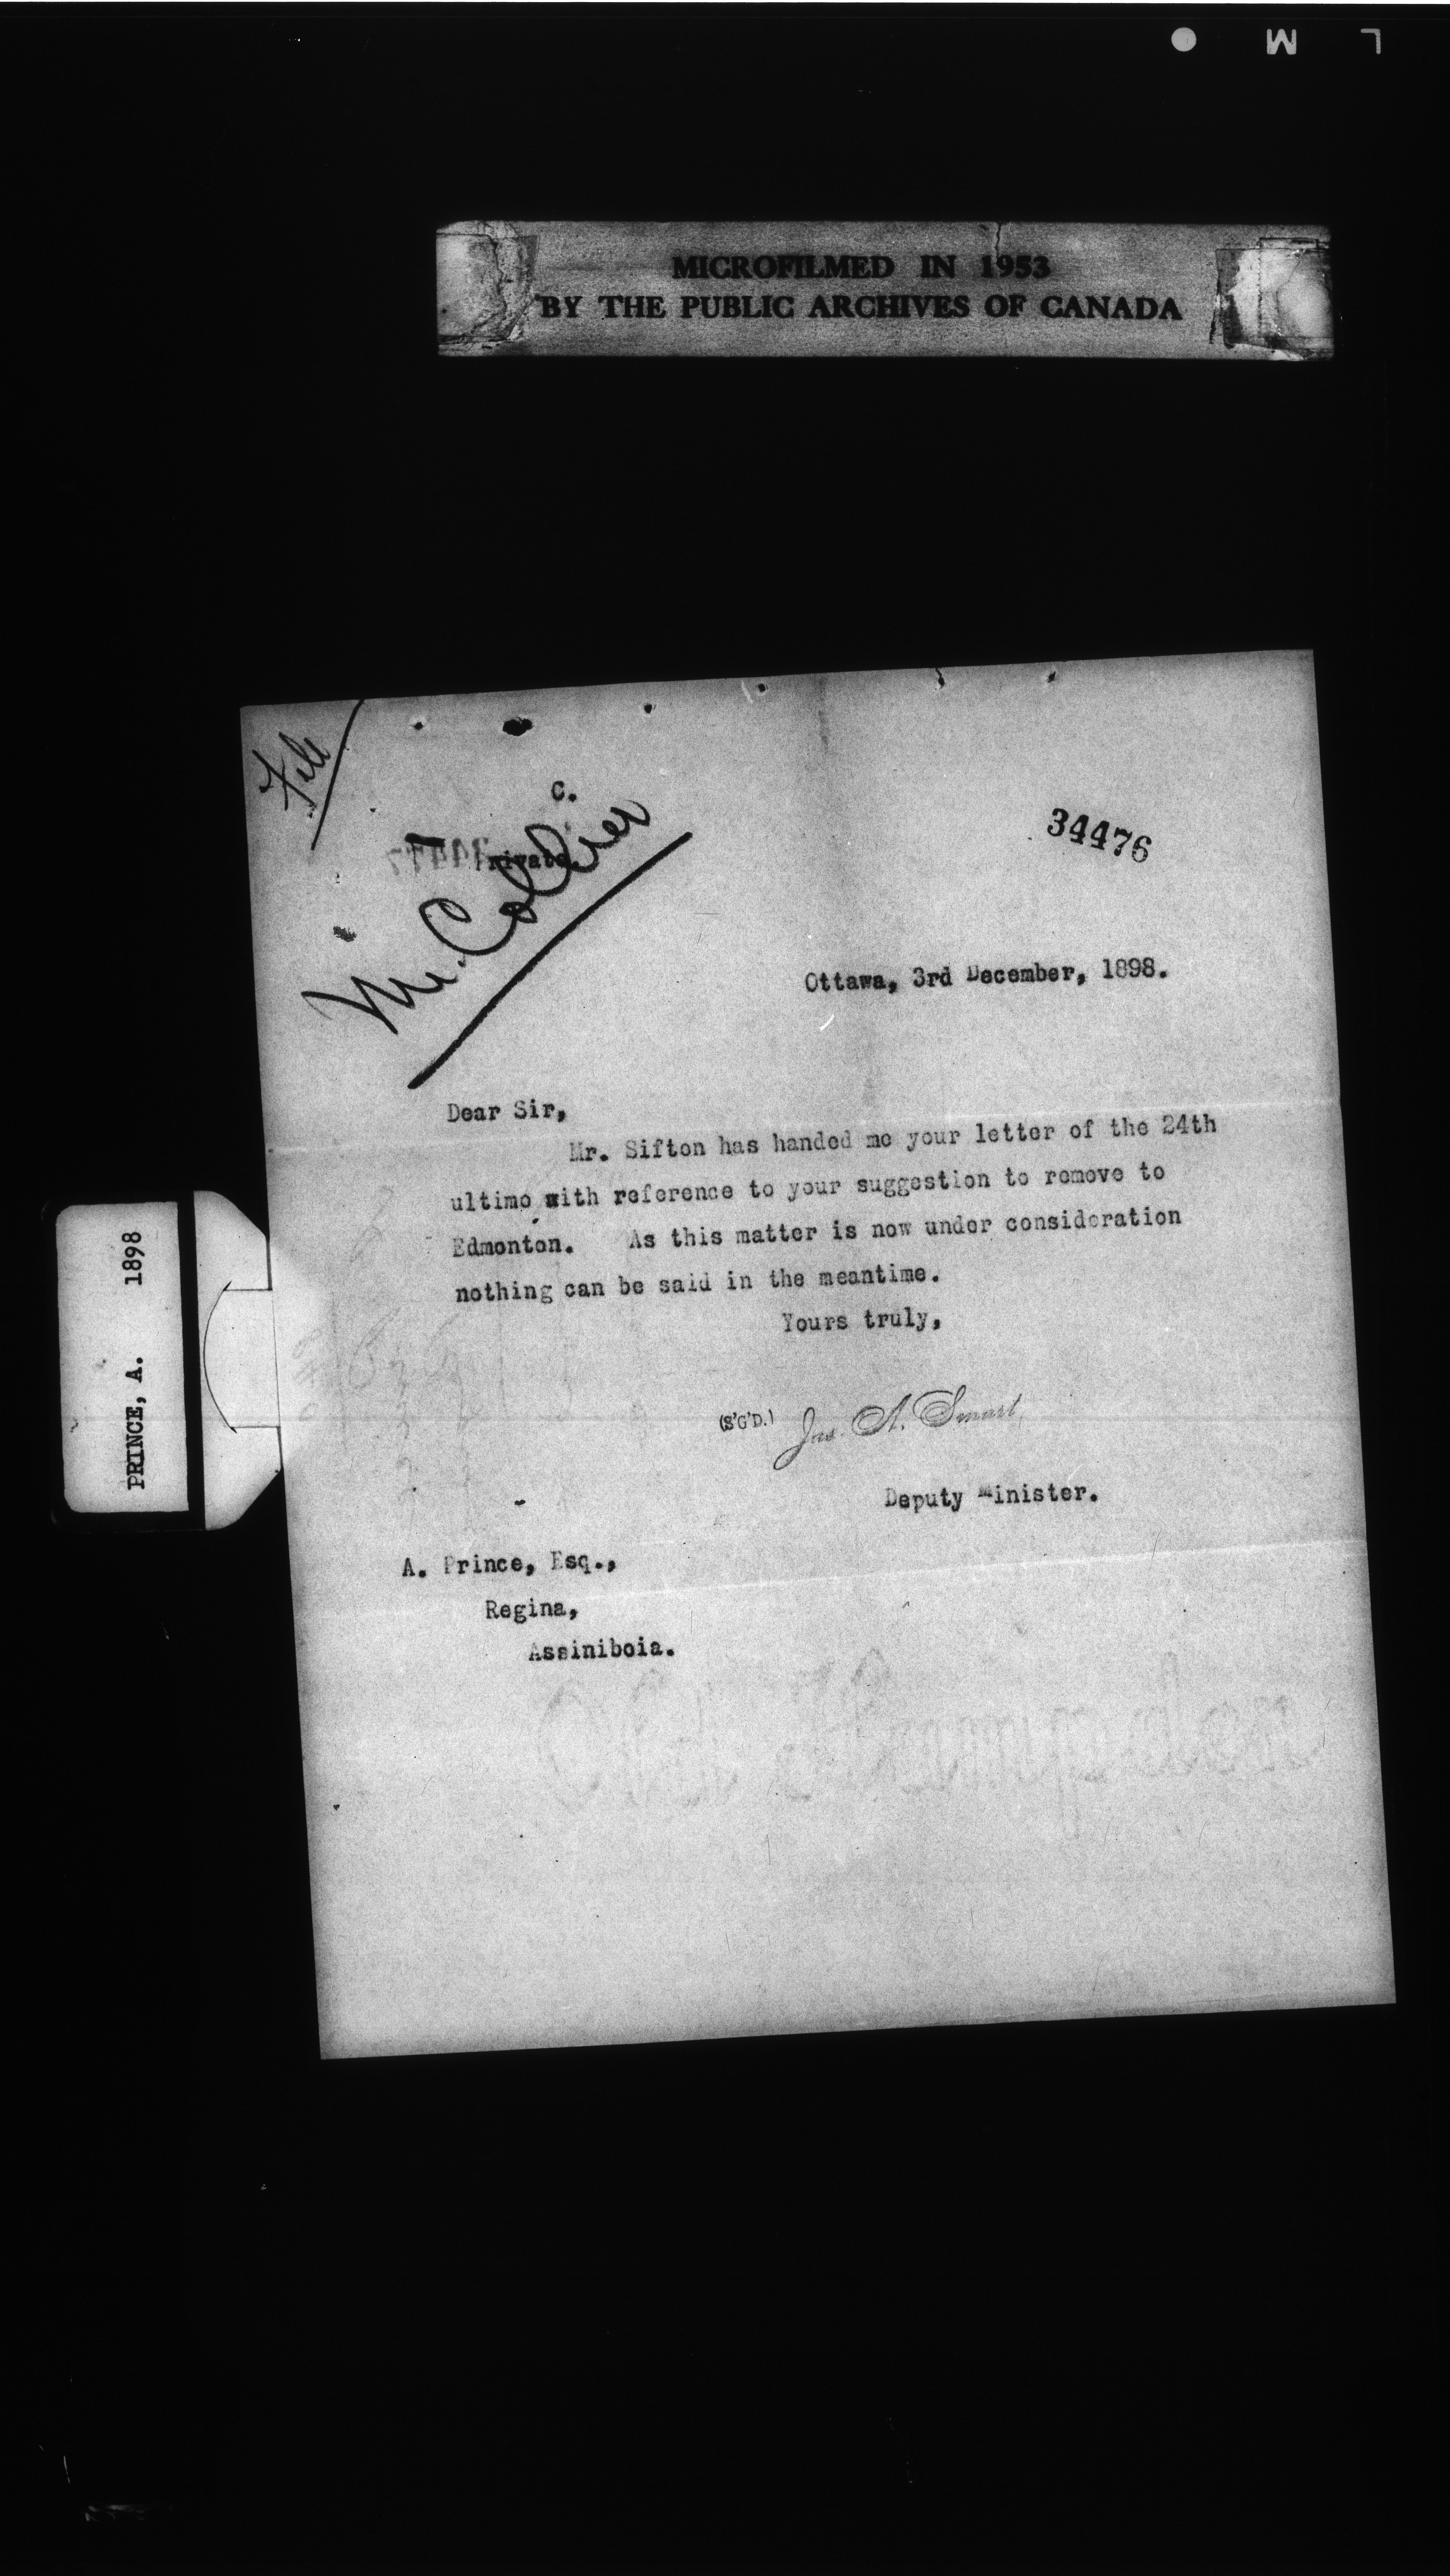 L M
MICROFILMED IN 1953
BY THE PUBLIC ARCHIVES OF CANADA
File
C.
34476
Private.
Mr. Collier
Ottawa, 3rd December, 1898.
Dear Sir,
Mr. Sifton has handed me your letter of the 24th
ultimo with reference to your suggestion to remove to
Edmonton. As this matter is now under consideration
nothing can be said in the meantime.
Yours truly,
(S'G'D.) Jas. A. Smart,
Deputy Minister.
A. Prince, Esq.,
Regina,
Assiniboia.
PRINCE, A. 1898